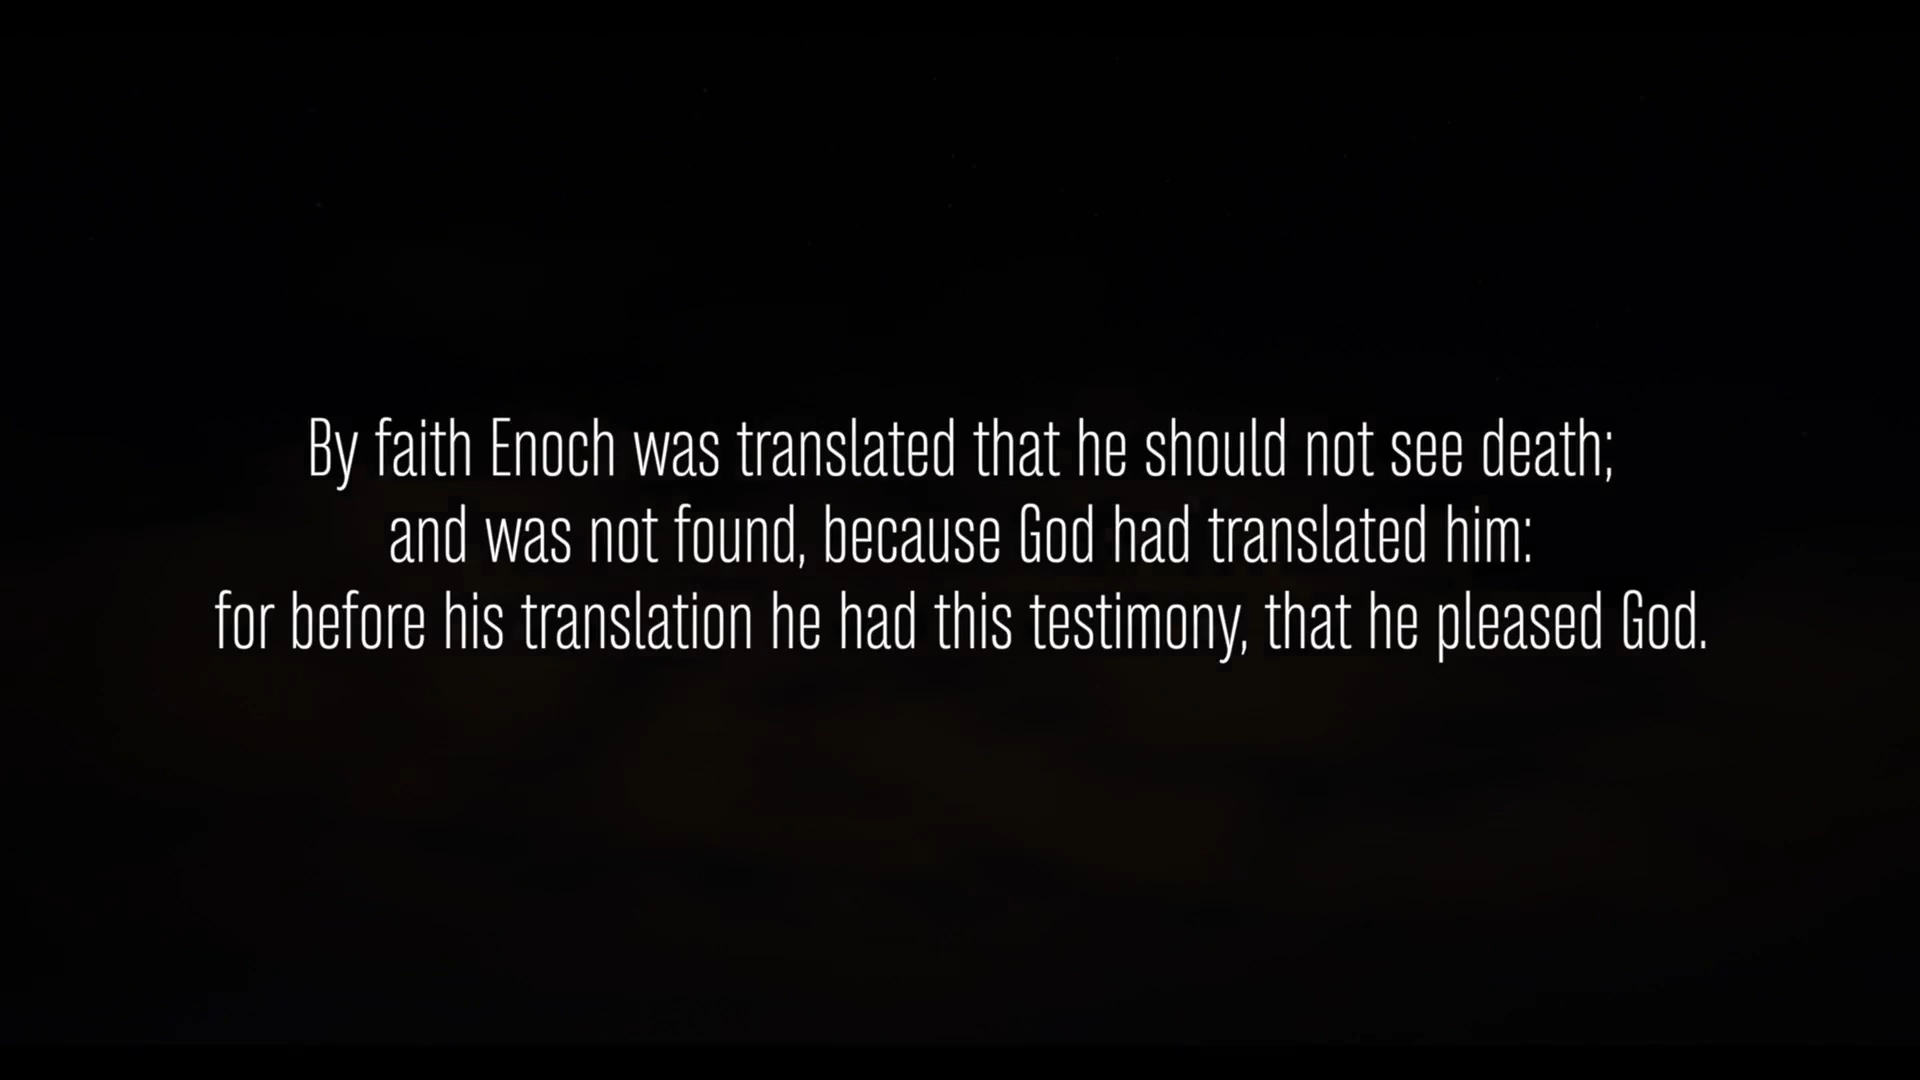 By faith Enoch was translated that he should not see death;
and was not found, because God had translated him:
for before his translation he had this testimony, that he pleased God.